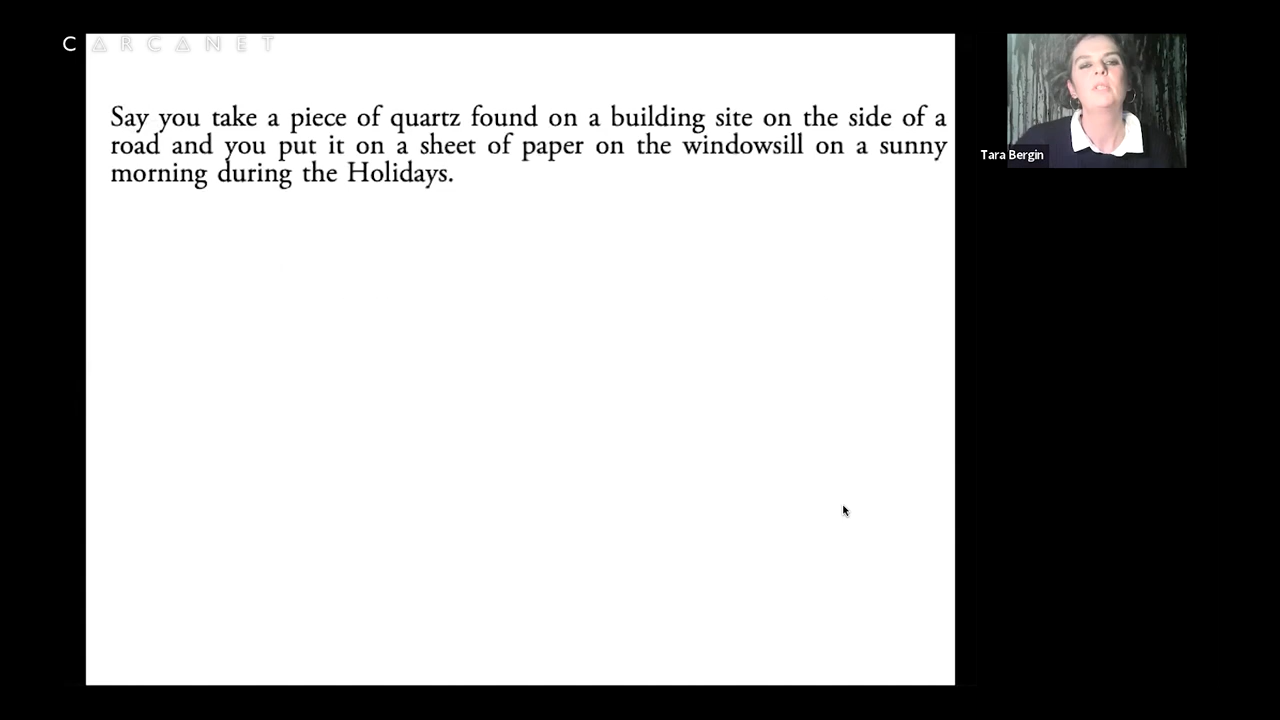 CARCANET
Say you take a piece of quartz found on a building site on the side of a
road and you put it on a sheet of paper on the windowsill on a sunny
morning during the Holidays.
Tara Bergin